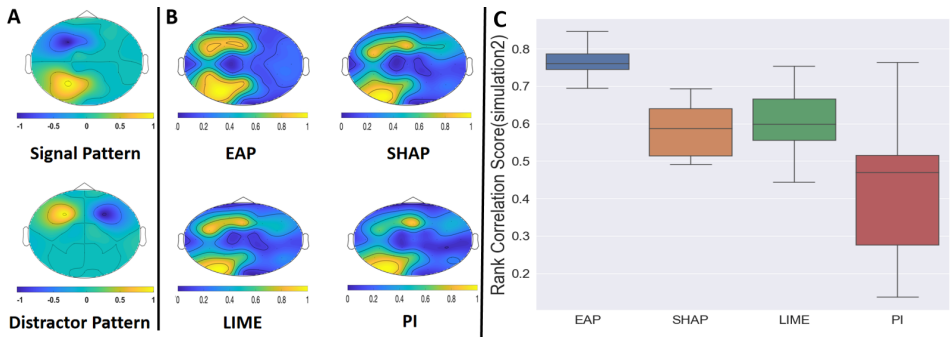 A
-1 -0.5 0 0.5 1
Signal Pattern
-1 -0.5 0 0.5 1
Distractor Pattern
B
0 0.2 0.4 0.6 0.8 1
EAP
0 0.2 0.4 0.6 0.8 1
SHAP
0 0.2 0.4 0.6 0.8 1
LIME
0 0.2 0.4 0.6 0.8 1
PI
C
Rank Correlation Score(simulation2)
0.8
0.7
0.6
0.5
0.4
0.3
0.2
EAP SHAP LIME PI